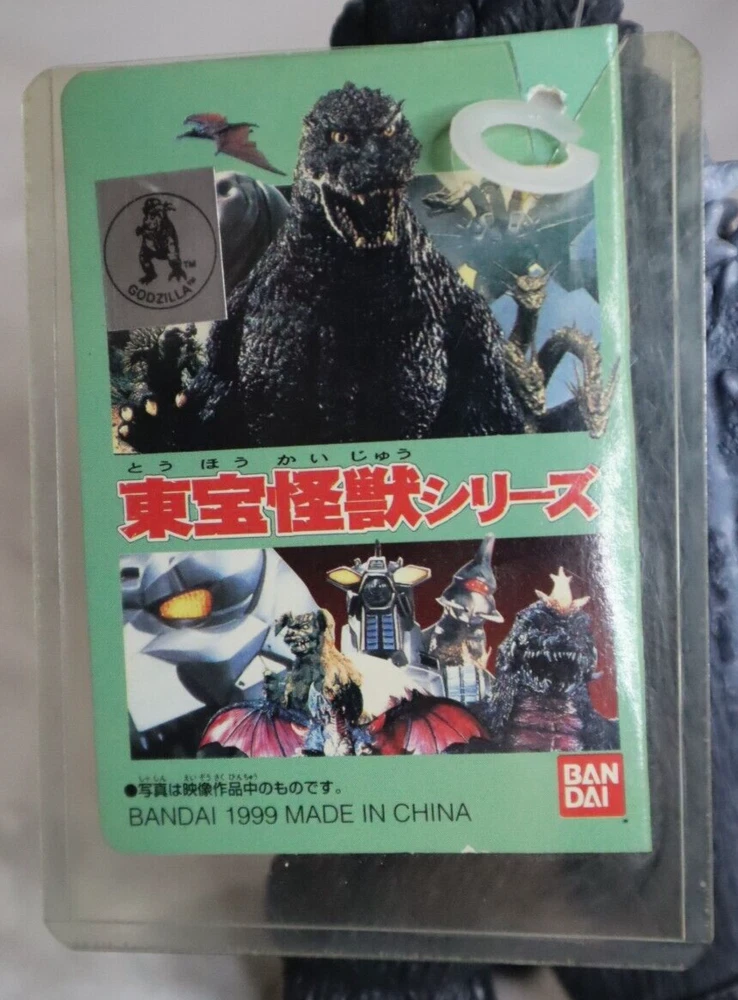 GODZILLA™
TM
とうほうかいじゅう
東宝怪獣シリーズ
しゃしん えいぞうさくひんちゅう
●写真は映像作品中のものです。
BANDAI 1999 MADE IN CHINA
BAN
DAI